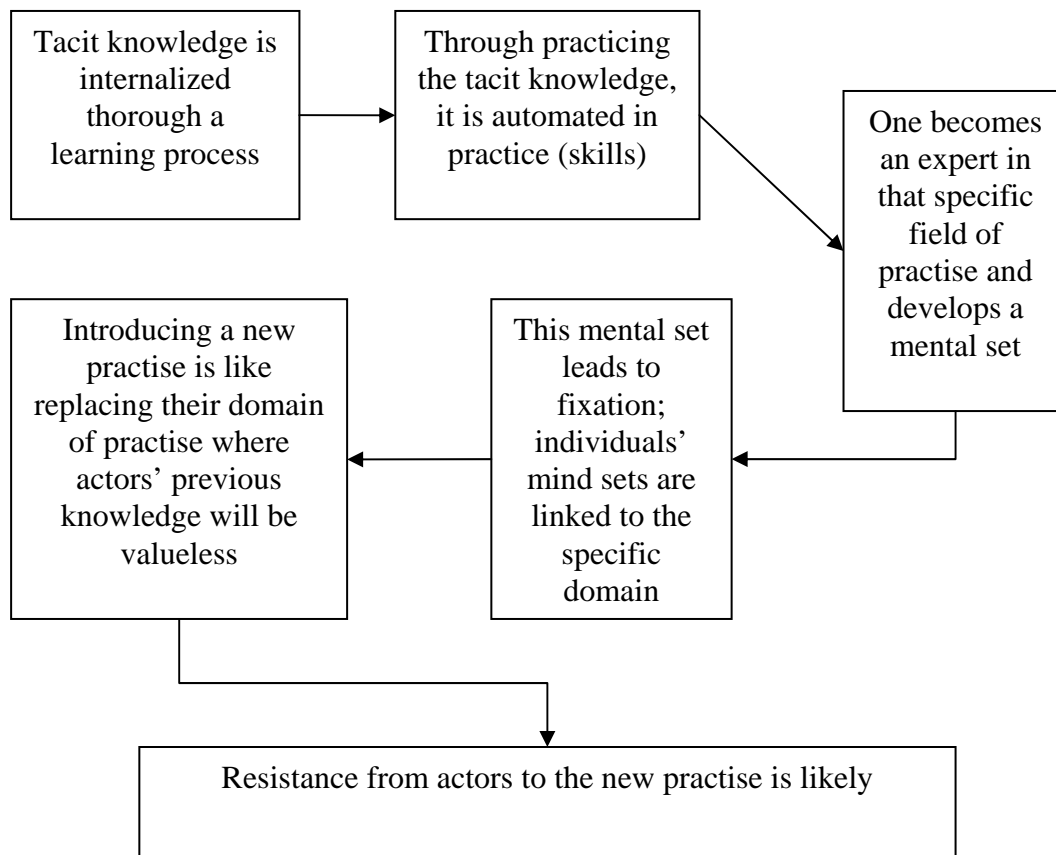 Tacit knowledge is
internalized
thorough a
learning process
Through practicing
the tacit knowledge,
it is automated in
practice (skills)
One becomes
an expert in
that specific
field of
practise and
develops a
mental set
This mental set
leads to
fixation;
individuals’
mind sets are
linked to the
specific
domain
Introducing a new
practise is like
replacing their domain
of practise where
actors’ previous
knowledge will be
valueless
Resistance from actors to the new practise is likely